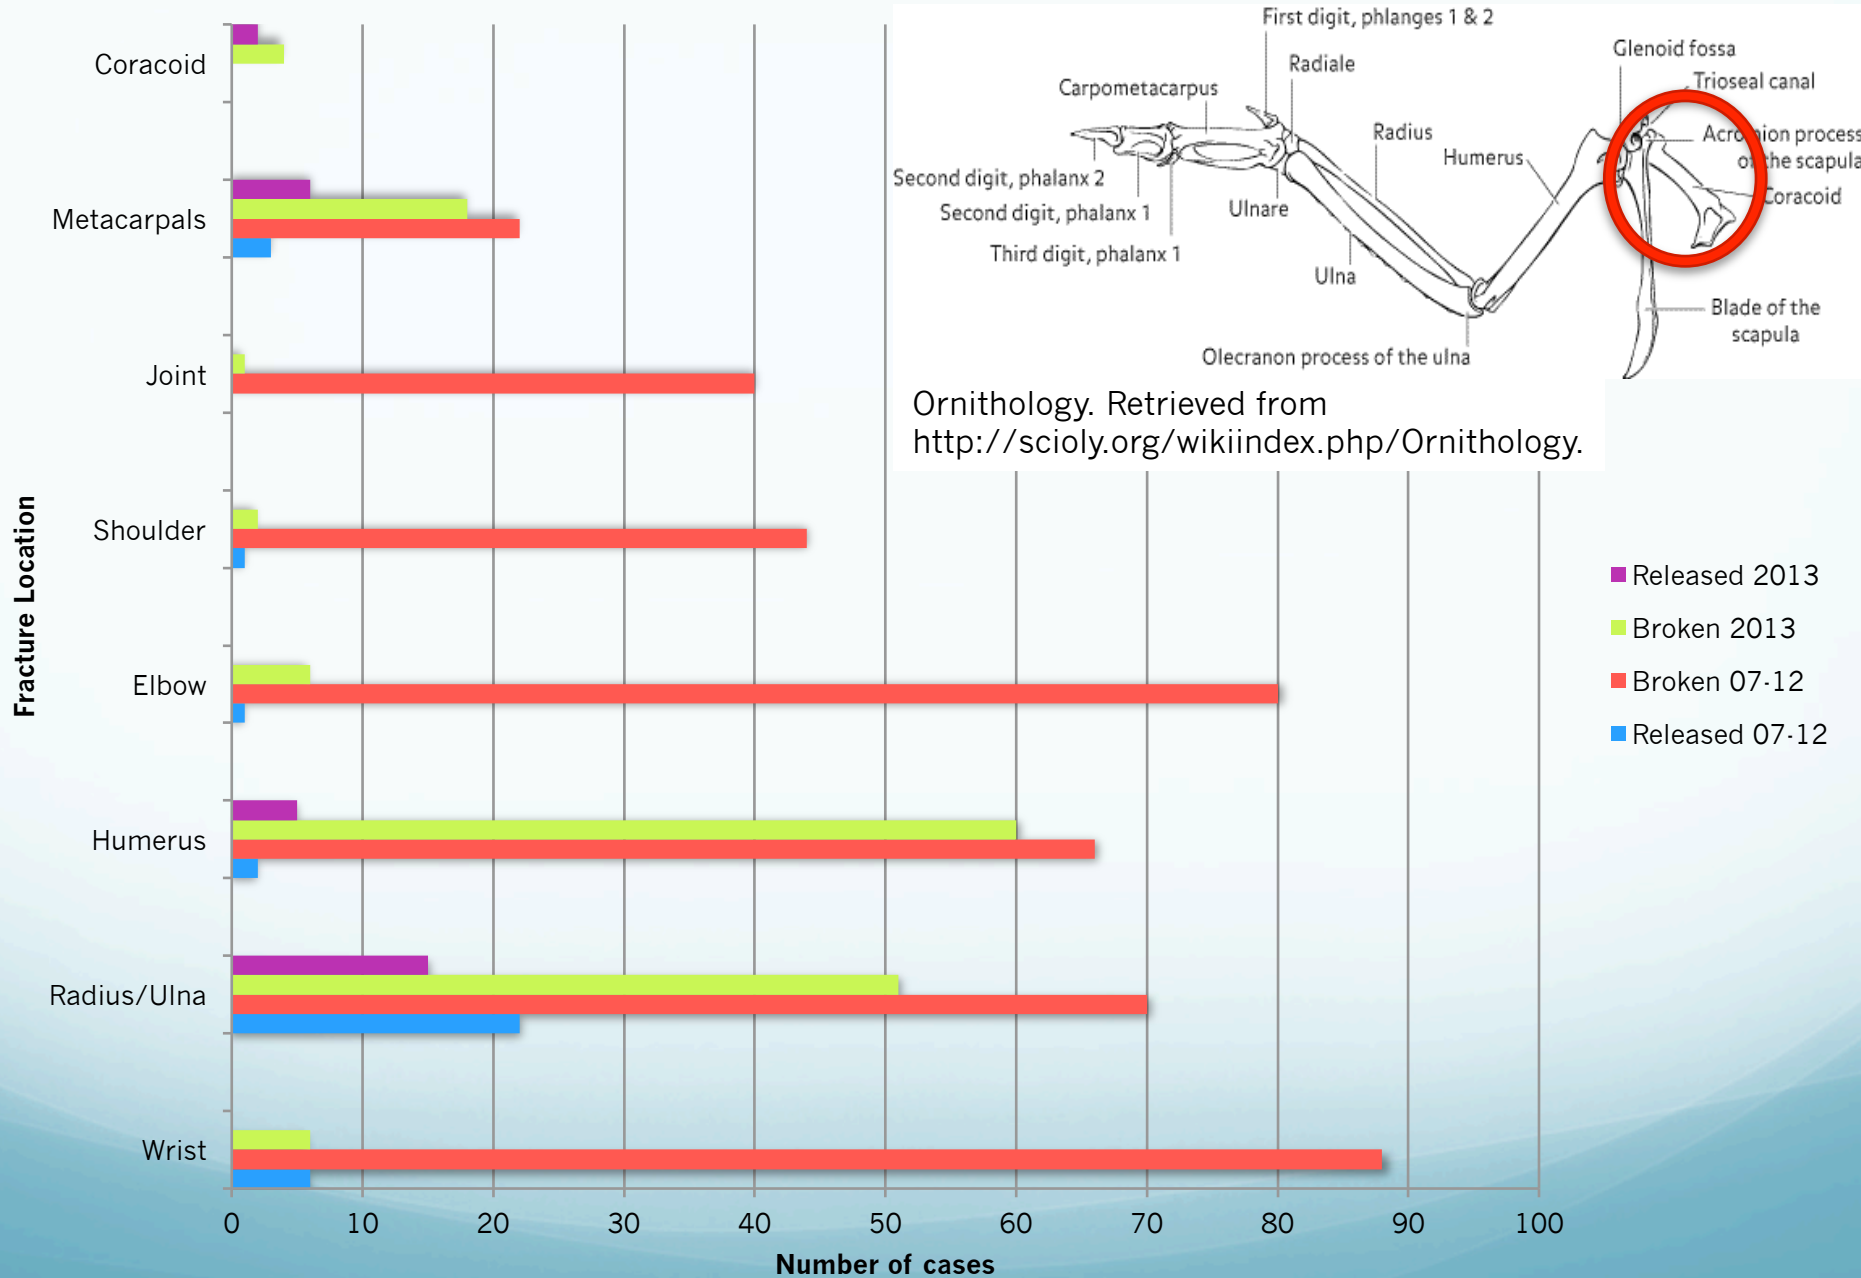 First digit, phlanges 1 & 2
Glenoid fossa
Radiale
Trioseal canal
Carpometacarpus
Radius
Acromion process
of the scapula
Humerus
Second digit, phalanx 2
Coracoid
Second digit, phalanx 1
Ulnare
Third digit, phalanx 1
Ulna
Blade of the
scapula
Olecranon process of the ulna
Ornithology. Retrieved from
http://scioly.org/wikiindex.php/Ornithology.
Fracture Location
Coracoid
Metacarpals
Joint
Shoulder
Elbow
Humerus
Radius/Ulna
Wrist
Released 2013
Broken 2013
Broken 07-12
Released 07-12
0 10 20 30 40 50 60 70 80 90 100
Number of cases